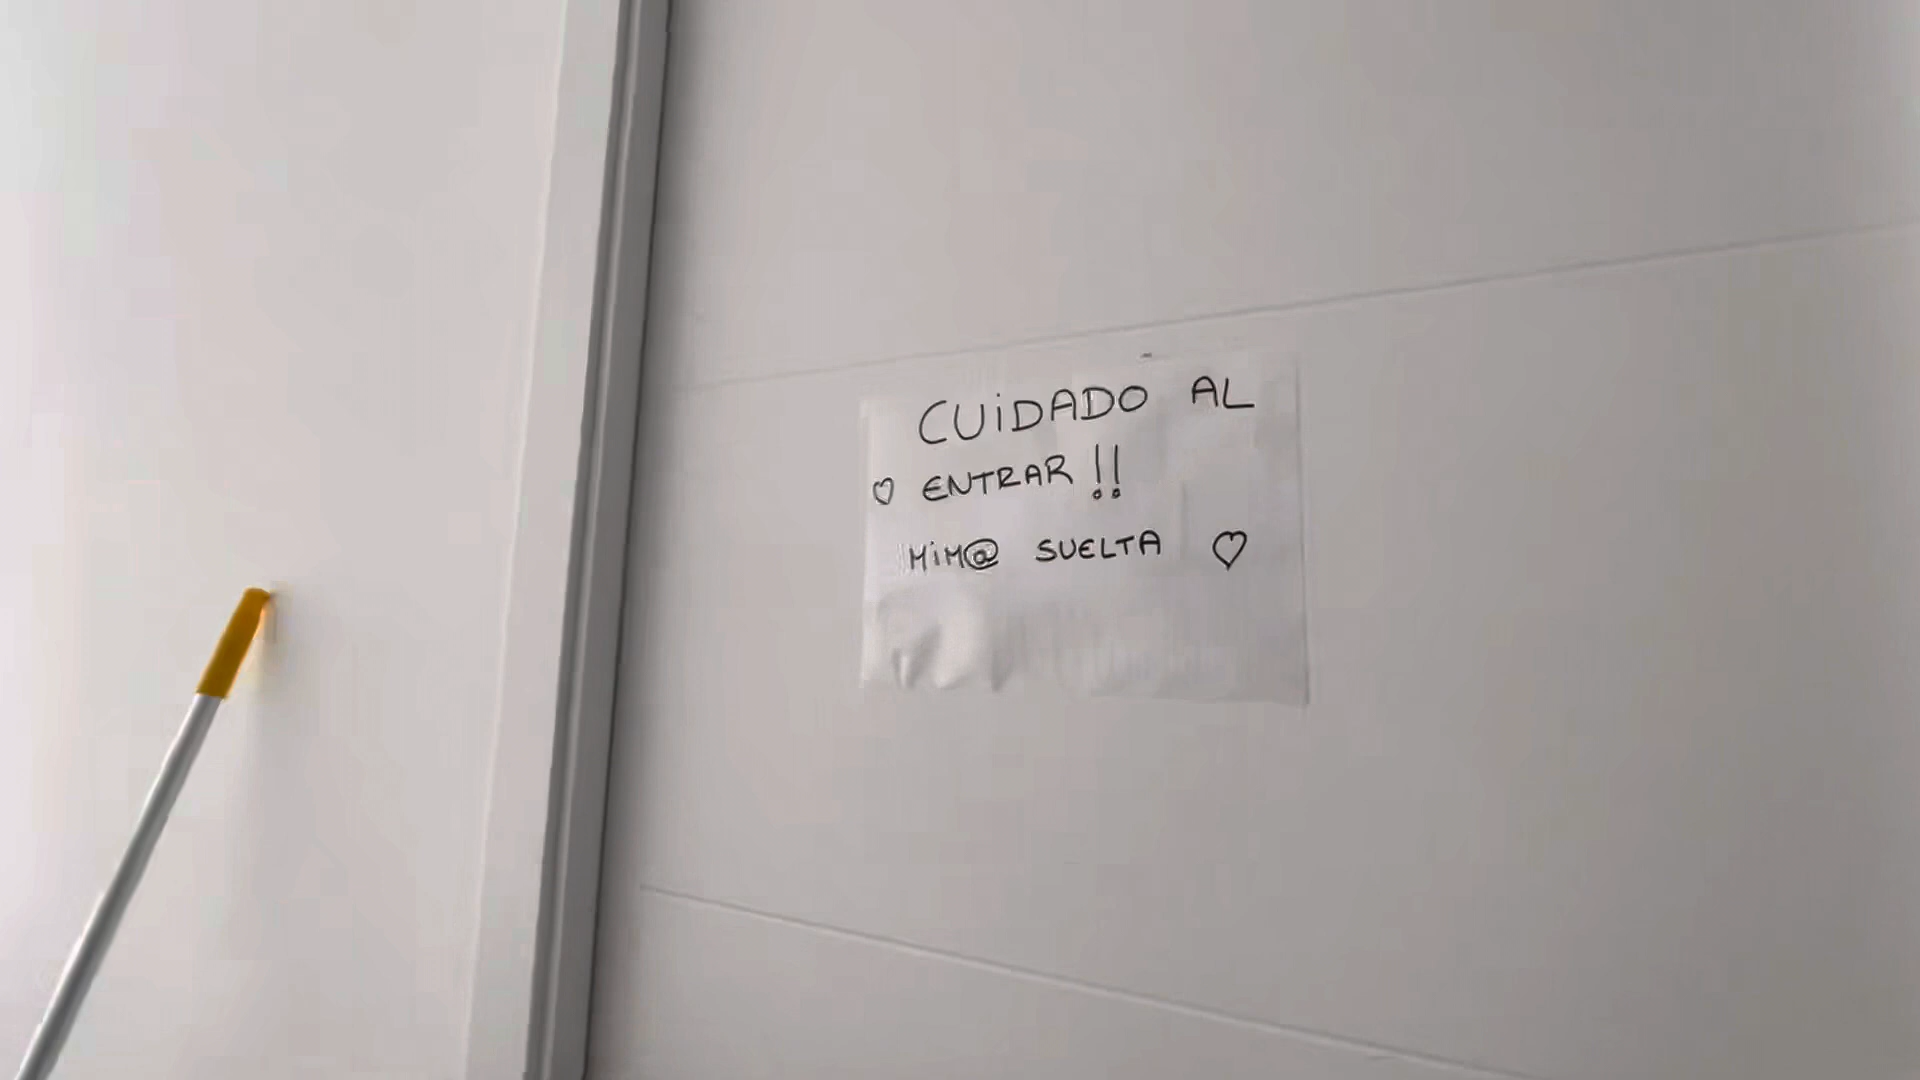 CUiDADO AL
♡ ENTRAR !!
MiM@ SUELTA ♡